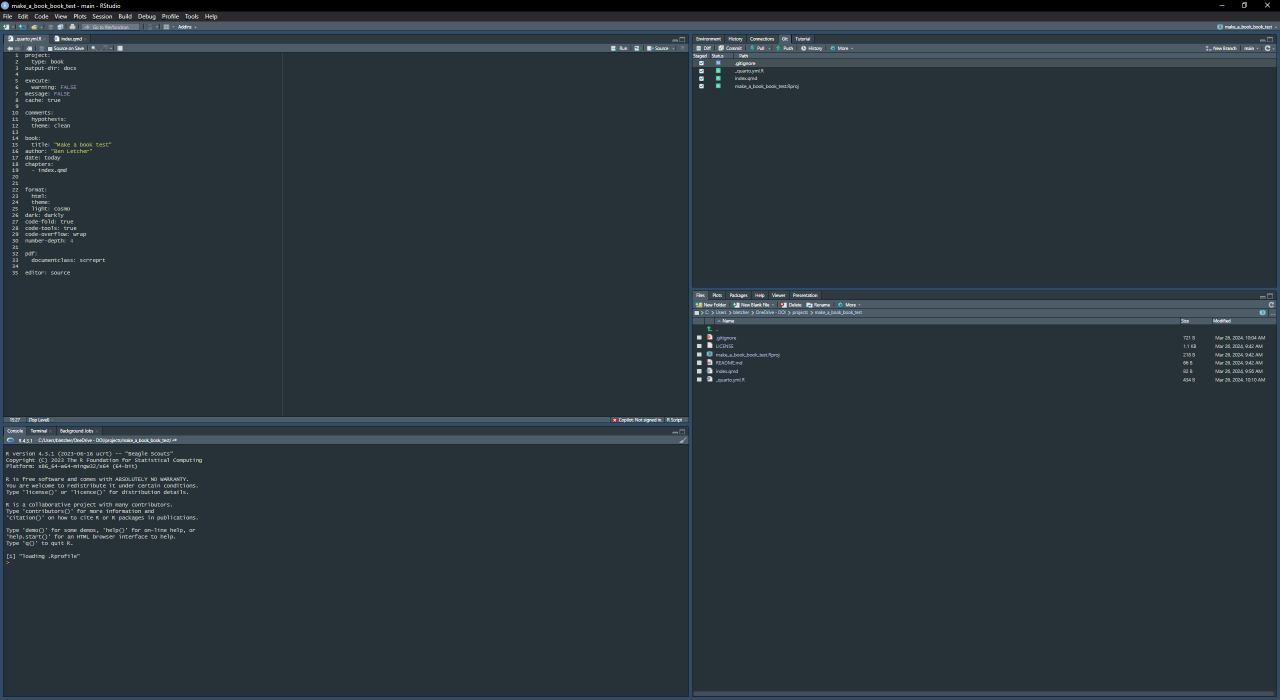 make_a_book_book_test - main - RStudio
File Edit Code View Plots Session Build Debug Profile Tools Help
Go to file/function Addins
make_a_book_book_test
_quarto.yml.R index.qmd
Source on Save Run Source
1 project:
2 type: book
3 output-dir: docs
4
5 execute:
6 warning: FALSE
7 message: FALSE
8 cache: true
9
10 comments:
11 hypothesis:
12 theme: clean
13
14 book:
15 title: "Make a book test"
16 author: "Ben Letcher"
17 date: today
18 chapters:
19 - index.qmd
20
21
22 format:
23 html:
24 theme:
25 light: cosmo
26 dark: darkly
27 code-fold: true
28 code-tools: true
29 code-overflow: wrap
30 number-depth: 4
31
32 pdf:
33 documentclass: scrreprt
34
35 editor: source
15:27 (Top Level) Copilot: Not signed in. R Script
Console Terminal Background Jobs
R 4.3.1 · C:/Users/bletcher/OneDrive - DOI/projects/make_a_book_book_test/
R version 4.3.1 (2023-06-16 ucrt) -- "Beagle Scouts"
Copyright (C) 2023 The R Foundation for Statistical Computing
Platform: x86_64-w64-mingw32/x64 (64-bit)
R is free software and comes with ABSOLUTELY NO WARRANTY.
You are welcome to redistribute it under certain conditions.
Type 'license()' or 'licence()' for distribution details.
R is a collaborative project with many contributors.
Type 'contributors()' for more information and
'citation()' on how to cite R or R packages in publications.
Type 'demo()' for some demos, 'help()' for on-line help, or
'help.start()' for an HTML browser interface to help.
Type 'q()' to quit R.
[1] "loading .Rprofile"
>
Environment History Connections Git Tutorial
Diff Commit Pull Push History More New Branch main
Staged Status Path
.gitignore
_quarto.yml.R
index.qmd
make_a_book_book_test.Rproj
Files Plots Packages Help Viewer Presentation
New Folder New Blank File Delete Rename More
C: > Users > bletcher > OneDrive - DOI > projects > make_a_book_book_test
Name Size Modified
..
.gitignore 721 B Mar 26, 2024, 10:04 AM
LICENSE 1.1 KB Mar 26, 2024, 9:42 AM
make_a_book_book_test.Rproj 218 B Mar 26, 2024, 9:42 AM
README.md 66 B Mar 26, 2024, 9:42 AM
index.qmd 82 B Mar 26, 2024, 9:56 AM
_quarto.yml.R 434 B Mar 26, 2024, 10:10 AM